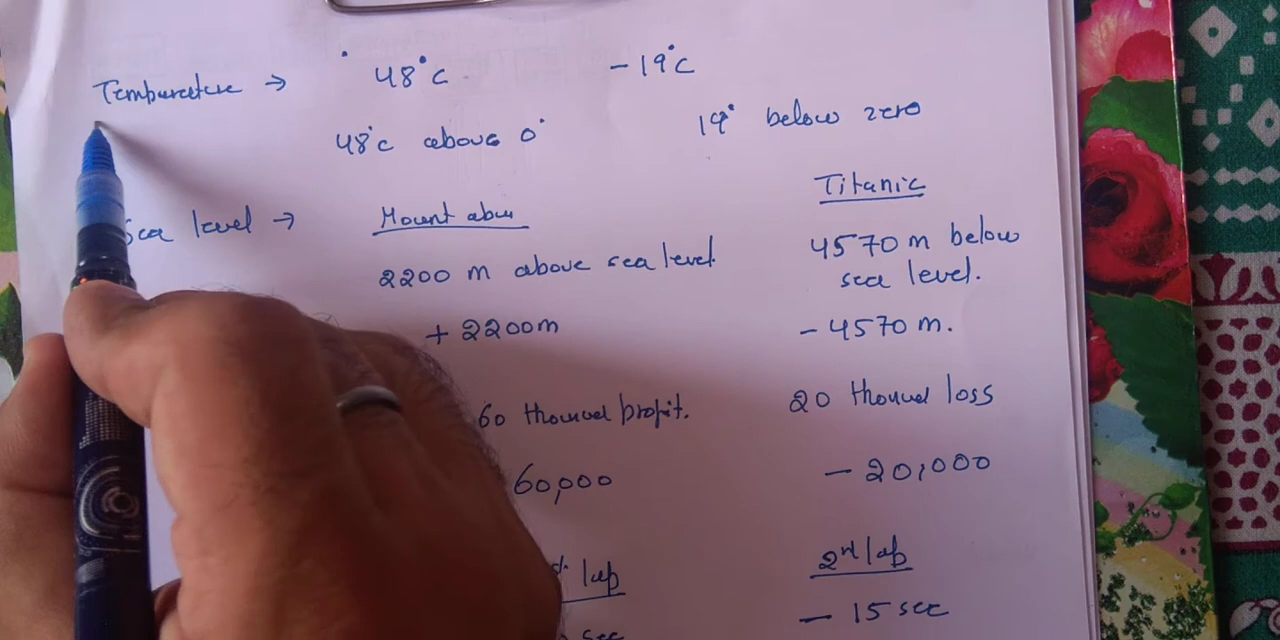 Temperature → 48°C -19°C
48°C above 0° 19° below zero
Sea level → Mount abu Titanic
2200 m above sea level. 4570 m below
sea level.
+ 2200m - 4570 m.
60 thousand profit. 20 thousand loss
60,000 - 20,000
lap 2nd lap
sec - 15 sec